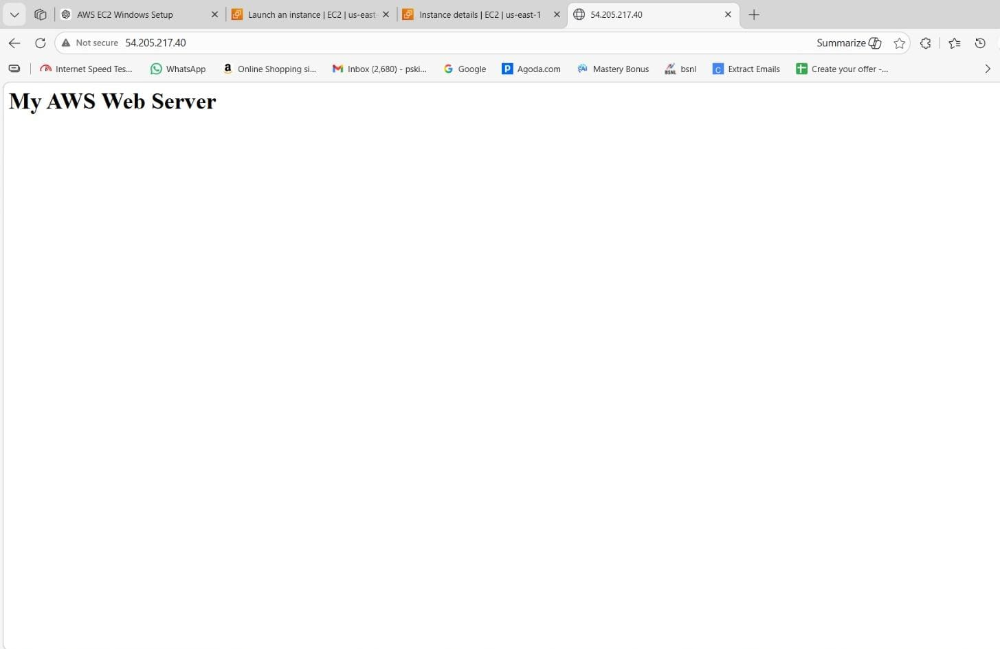 AWS EC2 Windows Setup
Launch an instance | EC2 | us-east-
Instance details | EC2 | us-east-1
54.205.217.40
Not secure 54.205.217.40 Summarize
Internet Speed Tes... WhatsApp a Online Shopping si... Inbox (2,680) - pski... Google P Agoda.com AI Mastery Bonus BSNL bsnl C Extract Emails Create your offer -...
My AWS Web Server